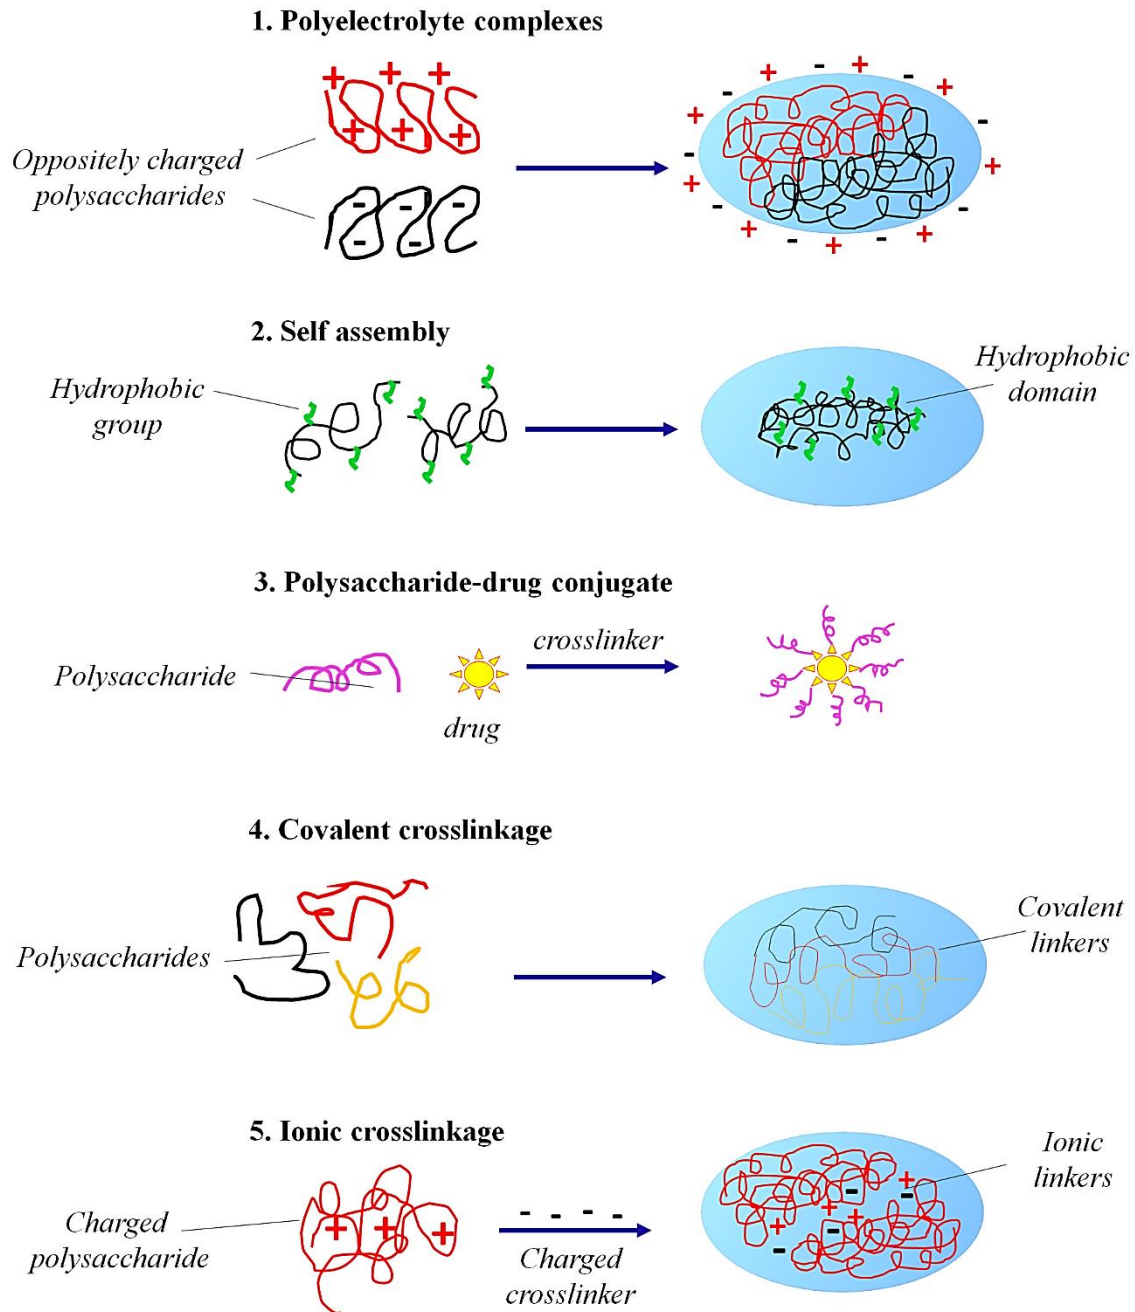 1. Polyelectrolyte complexes
Oppositely charged
polysaccharides
2. Self assembly
Hydrophobic
group
Hydrophobic
domain
3. Polysaccharide-drug conjugate
crosslinker
Polysaccharide
drug
4. Covalent crosslinkage
Polysaccharides
Covalent
linkers
5. Ionic crosslinkage
Ionic
linkers
Charged
polysaccharide
Charged
crosslinker